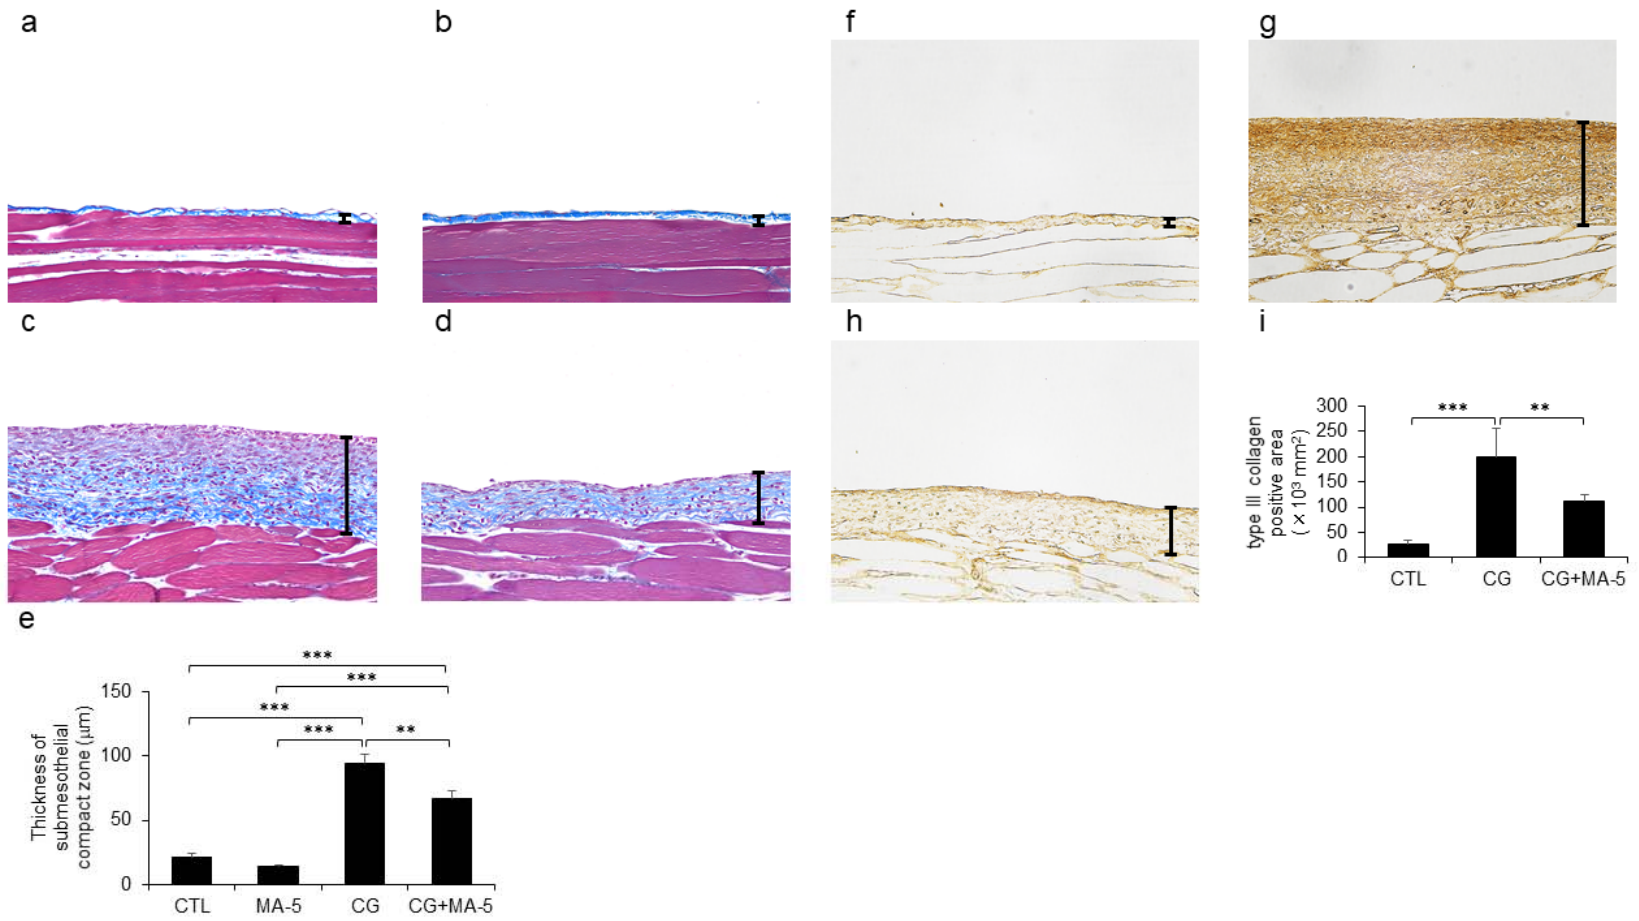 a
b
f
g
c
d
h
i
type III collagen
positive area
(×10³ mm²)
300
250
200
150
100
50
0
***
**
CTL
CG
CG+MA-5
e
Thickness of
submesothelial
compact zone (μm)
150
100
50
0
***
***
***
***
**
CTL
MA-5
CG
CG+MA-5